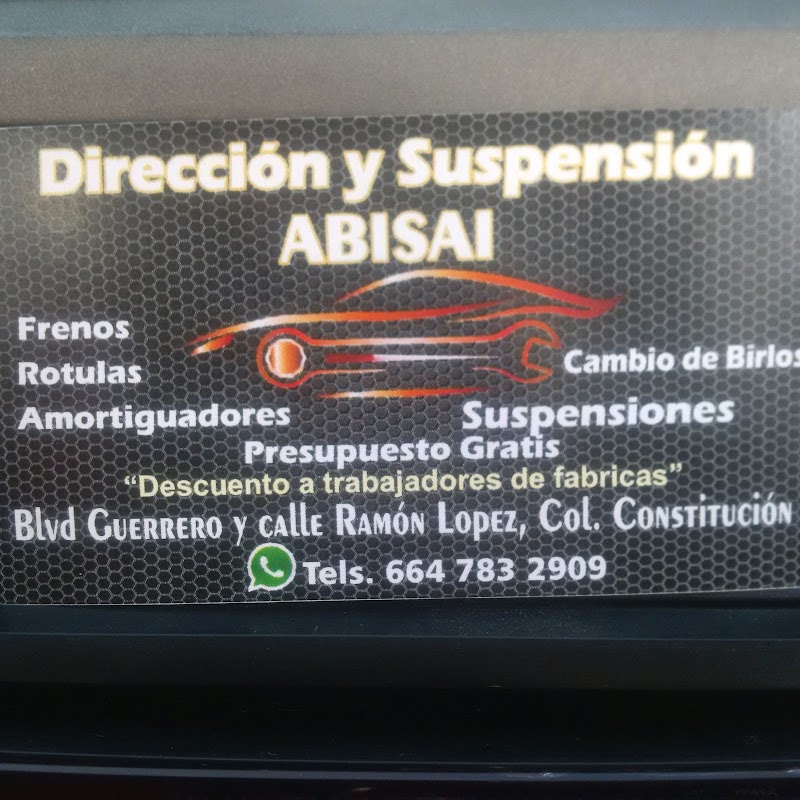 Dirección y Suspensión
ABISAI
Frenos
Rotulas
Amortiguadores
Cambio de Birlos
Suspensiones
Presupuesto Gratis
“Descuento a trabajadores de fabricas”
Blvd Guerrero y calle Ramón Lopez, Col. Constitución
Tels. 664 783 2909